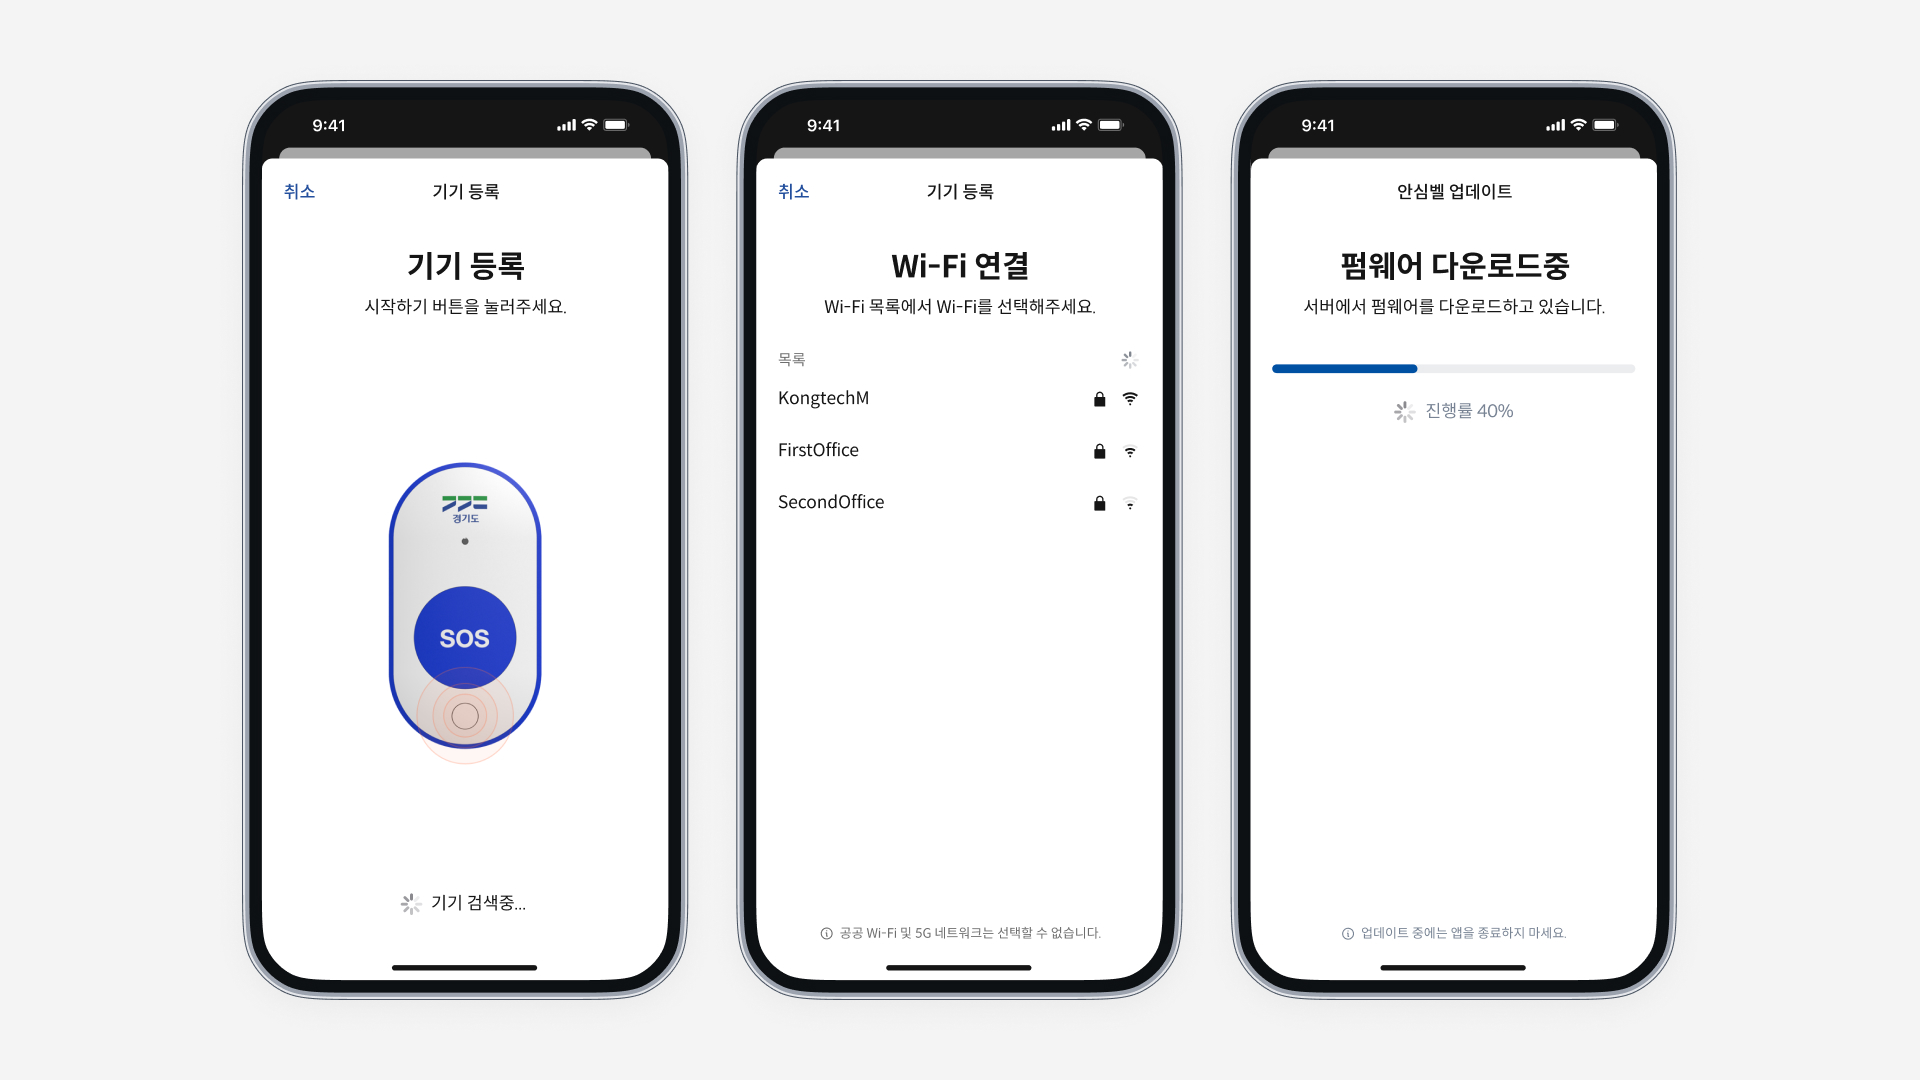 9:41
취소
기기 등록
기기 등록
시작하기 버튼을 눌러주세요.
경기도
SOS
기기 검색중...
9:41
취소
기기 등록
Wi-Fi 연결
Wi-Fi 목록에서 Wi-Fi를 선택해주세요.
목록
KongtechM
FirstOffice
SecondOffice
공공 Wi-Fi 및 5G 네트워크는 선택할 수 없습니다.
9:41
안심벨 업데이트
펌웨어 다운로드중
서버에서 펌웨어를 다운로드하고 있습니다.
진행률 40%
업데이트 중에는 앱을 종료하지 마세요.